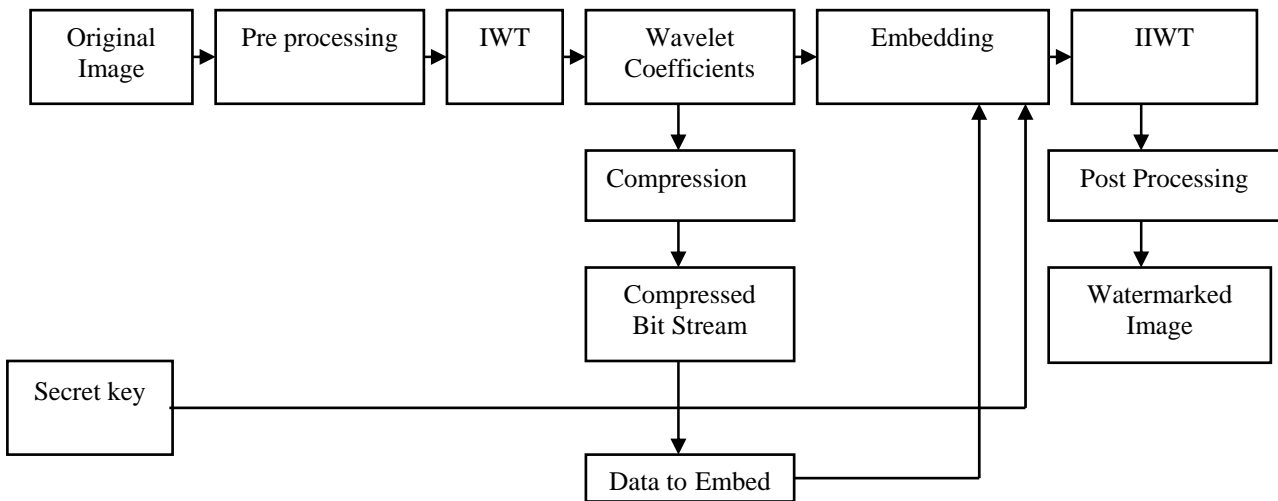 Original
Image
Pre processing
IWT
Wavelet
Coefficients
Embedding
IIWT
Compression
Post Processing
Compressed
Bit Stream
Watermarked
Image
Secret key
Data to Embed